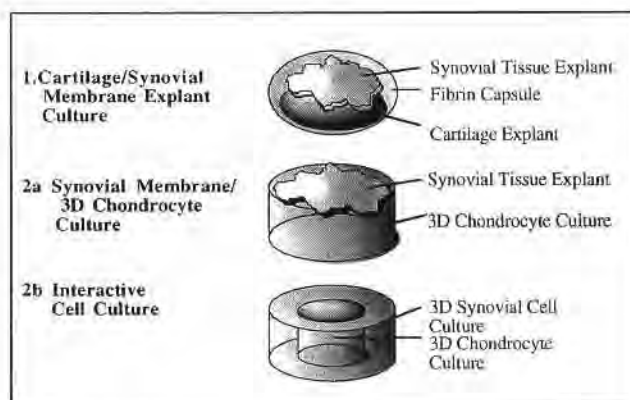 1.Cartilage/Synovial
Membrane Explant
Culture
Synovial Tissue Explant
Fibrin Capsule
Cartilage Explant
2a Synovial Membrane/
3D Chondrocyte
Culture
Synovial Tissue Explant
3D Chondrocyte Culture
2b Interactive
Cell Culture
3D Synovial Cell
Culture
3D Chondrocyte
Culture